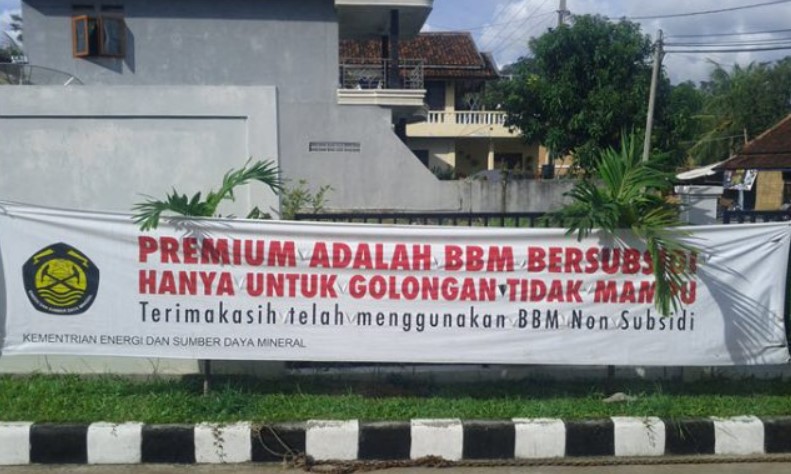 PREMIUM ADALAH BBM BERSUBSIDI
HANYA UNTUK GOLONGAN TIDAK MAMPU
Terimakasih telah menggunakan BBM Non Subsidi
KEMENTRIAN ENERGI DAN SUMBER DAYA MINERAL